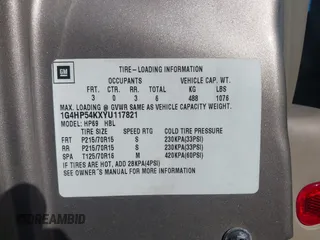 GM
TIRE-LOADING INFORMATION
OCCUPANTS VEHICLE CAP. WT.
FRT CTR. RR. TOTAL KG LBS
3 0 3 6 488 1076
MAX. LOADING @ GVWR SAME AS VEHICLE CAPACITY WEIGHT
1G4HP54KXYU117821
MODEL: HP69 HBL
TIRE SIZE SPEED RTG COLD TIRE PRESSURE
FRT P215/70R15 S 230KPA(33PSI)
RR P215/70R15 S 230KPA(33PSI)
SPA T125/70R16 M 420KPA(60PSI)
IF TIRES ARE HOT, ADD 28KPA(4PSI)
SEE OWNER'S MANUAL FOR ADDITIONAL INFORMATION
© CREAMBID